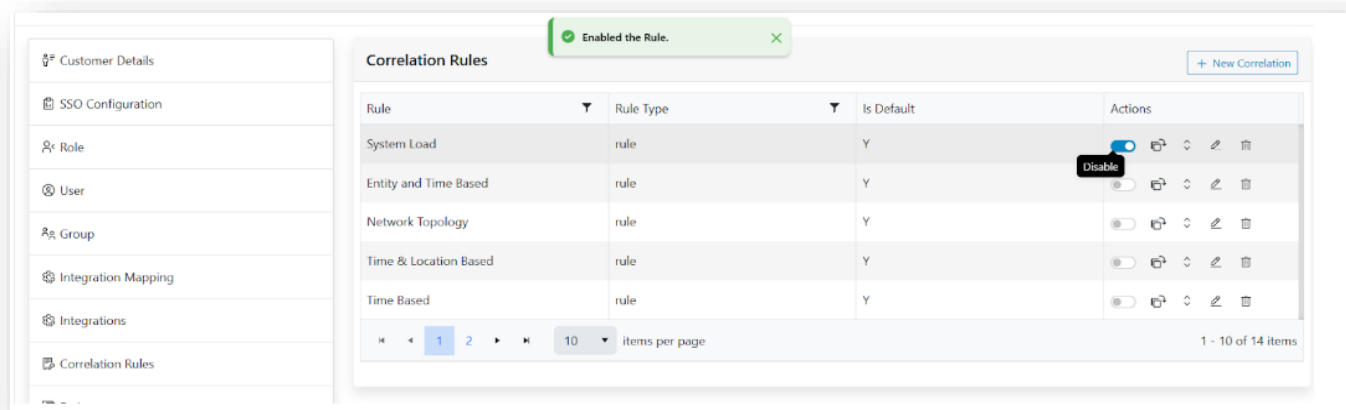 Enabled the Rule.
Customer Details
SSO Configuration
Role
User
Group
Integration Mapping
Integrations
Correlation Rules
Correlation Rules
+ New Correlation
Rule Rule Type Is Default Actions
System Load rule Y
Disable
Entity and Time Based rule Y
Network Topology rule Y
Time & Location Based rule Y
Time Based rule Y
1 2 10 items per page 1 - 10 of 14 items